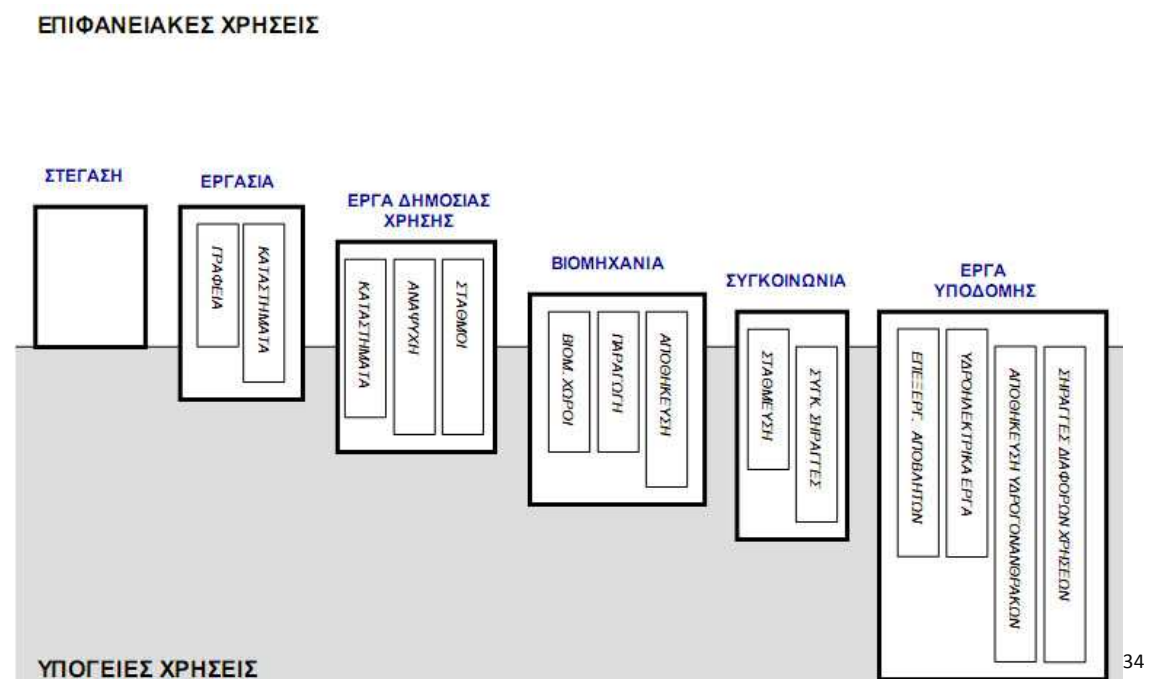 ΕΠΙΦΑΝΕΙΑΚΕΣ ΧΡΗΣΕΙΣ
ΣΤΕΓΑΣΗ
ΕΡΓΑΣΙΑ
ΓΡΑΦΕΙΑ
ΚΑΤΑΣΤΗΜΑΤΑ
ΕΡΓΑ ΔΗΜΟΣΙΑΣ
ΧΡΗΣΗΣ
ΚΑΤΑΣΤΗΜΑΤΑ
ΑΝΑΨΥΧΗ
ΣΤΑΘΜΟΙ
ΒΙΟΜΗΧΑΝΙΑ
ΒΙΟΜ. ΧΩΡΟΙ
ΠΑΡΑΓΩΓΗ
ΑΠΟΘΗΚΕΥΣΗ
ΣΥΓΚΟΙΝΩΝΙΑ
ΣΤΑΘΜΕΥΣΗ
ΣΥΓΚ. ΣΗΡΑΓΓΕΣ
ΕΡΓΑ
ΥΠΟΔΟΜΗΣ
ΕΠΕΞΕΡΓ. ΑΠΟΒΛΗΤΩΝ
ΥΔΡΟΗΛΕΚΤΡΙΚΑ ΕΡΓΑ
ΑΠΟΘΗΚΕΥΣΗ ΥΔΡΟΓΟΝΑΝΘΡΑΚΩΝ
ΣΗΡΑΓΓΕΣ ΔΙΑΦΟΡΩΝ ΧΡΗΣΕΩΝ
ΥΠΟΓΕΙΕΣ ΧΡΗΣΕΙΣ
34